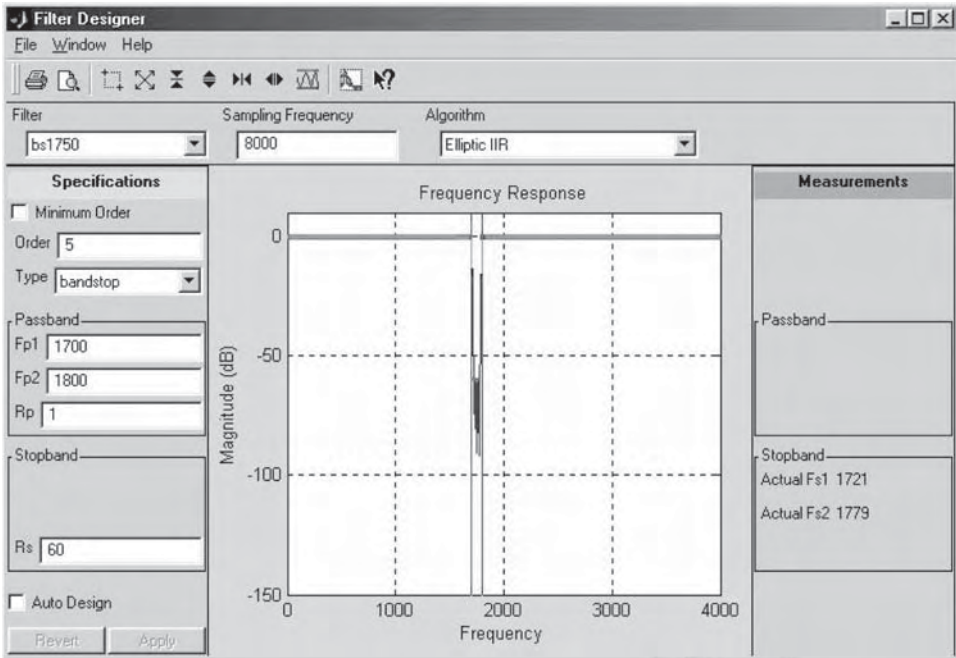 Filter Designer
File Window Help
Filter
Sampling Frequency
Algorithm
bs1750
8000
Elliptic IIR
Specifications
Minimum Order
Order 5
Type bandstop
Passband
Fp1 1700
Fp2 1800
Rp 1
Stopband
Rs 60
Auto Design
Revert Apply
Frequency Response
Magnitude (dB)
0
-50
-100
-150
0 1000 2000 3000 4000
Frequency
Measurements
Passband
Stopband
Actual Fs1 1721
Actual Fs2 1779